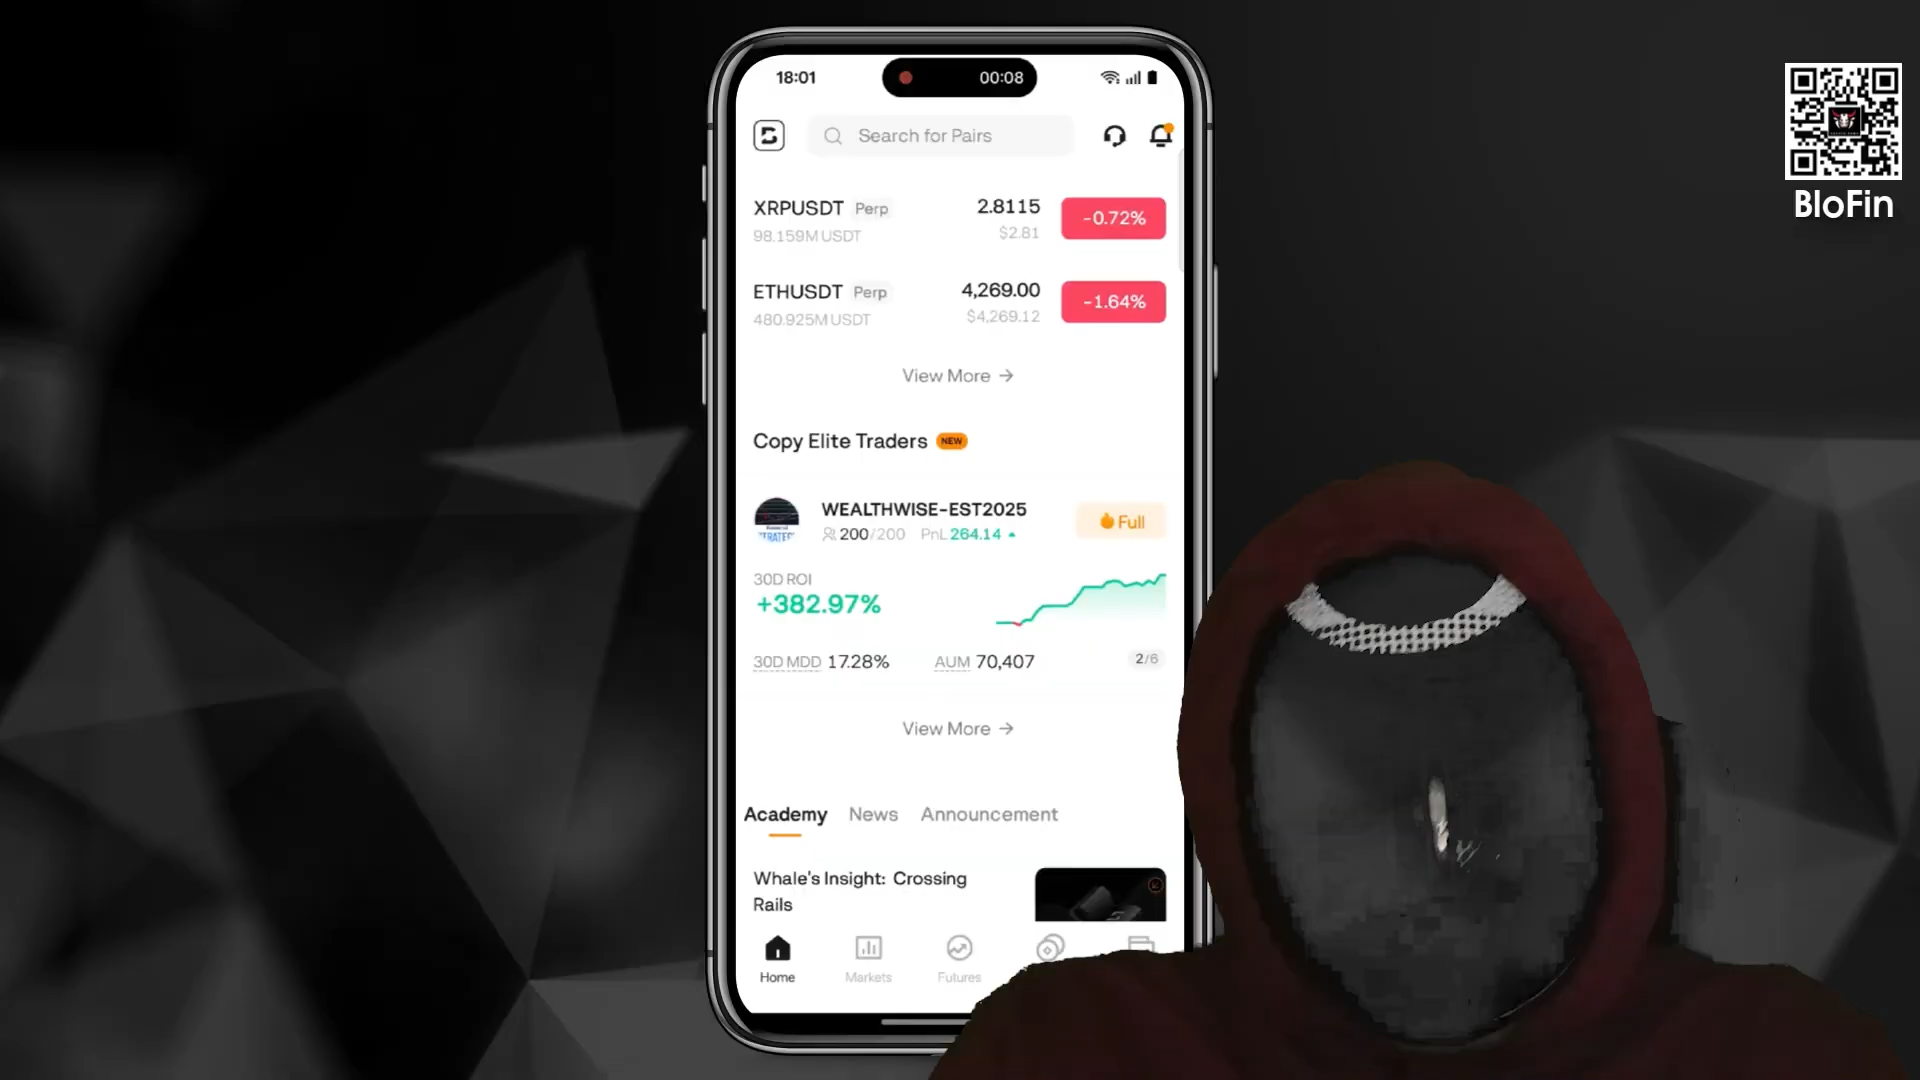 18:01
00:08
Search for Pairs
BloFin
XRPUSDT Perp 2.8115 -0.72%
98.159M USDT $2.81
ETHUSDT Perp 4,269.00 -1.64%
480.925M USDT $4,269.12
View More →
Copy Elite Traders NEW
WEALTHWISE-EST2025
200/200 PnL 264.14
Full
30D ROI
+382.97%
30D MDD 17.28% AUM 70,407 2/6
View More →
Academy News Announcement
Whale's Insight: Crossing
Rails
Home Markets Futures